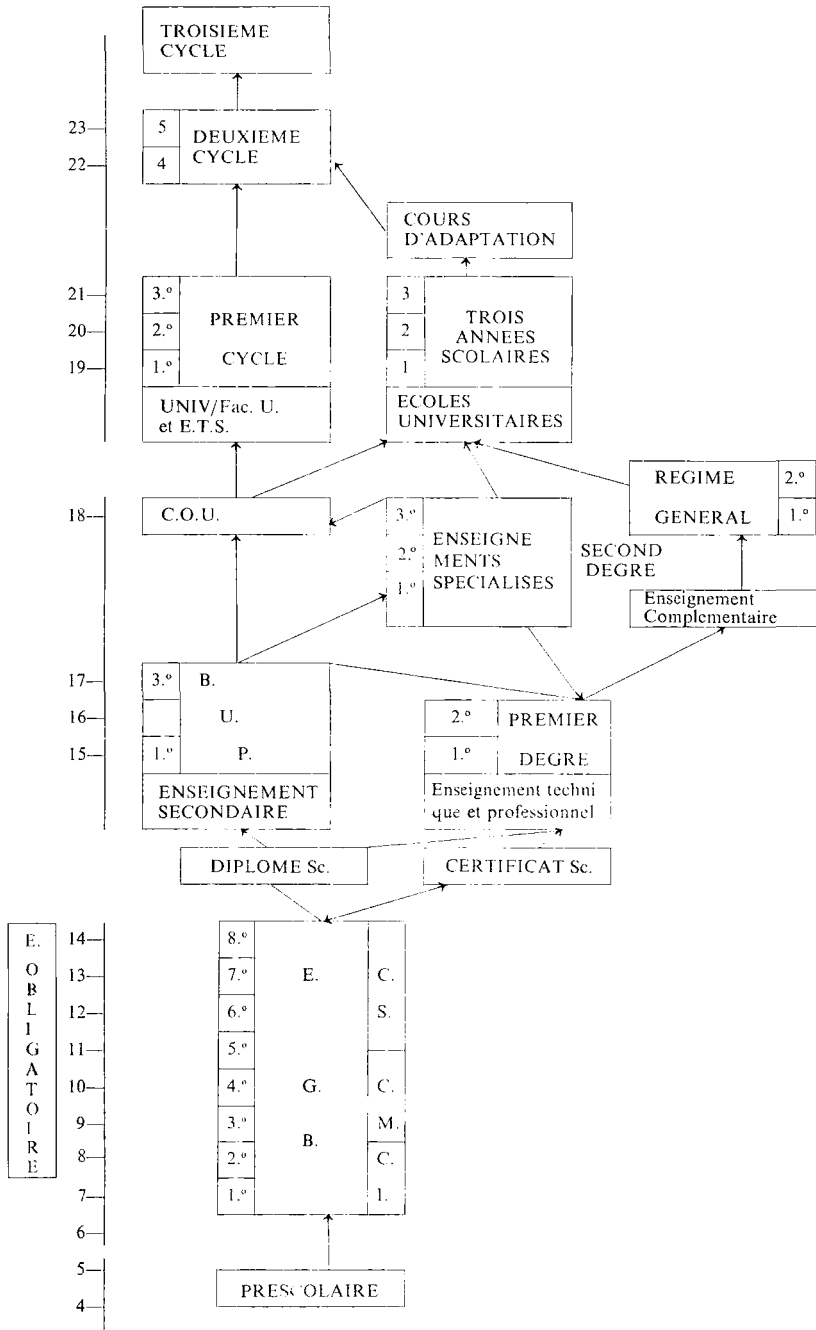 TROISIEME
CYCLE
23
5
DEUXIEME
CYCLE
22
4
COURS
D'ADAPTATION
21
3.º
PREMIER
20
2.º
CYCLE
19
1.º
3
TROIS
ANNEES
SCOLAIRES
2
1
UNIV/Fac. U.
et E.T.S.
ECOLES
UNIVERSITAIRES
18
C.O.U.
3.º
ENSEIGNE
MENTS
SPECIALISES
2.º
1.º
SECOND
DEGRE
REGIME
2.º
GENERAL
1.º
Enseignement
Complementaire
17
3.º
B.
16
U.
15
1.º
P.
ENSEIGNEMENT
SECONDAIRE
2.º
PREMIER
1.º
DEGRE
Enseignement techni
que et professionnel
DIPLOME Sc.
CERTIFICAT Sc.
E. OBLIGATOIRE
14
8.º
13
7.º
E.
C.
12
6.º
S.
11
5.º
10
4.º
G.
C.
9
3.º
B.
M.
8
2.º
C.
7
1.º
I.
6
5
PRESCOLAIRE
4